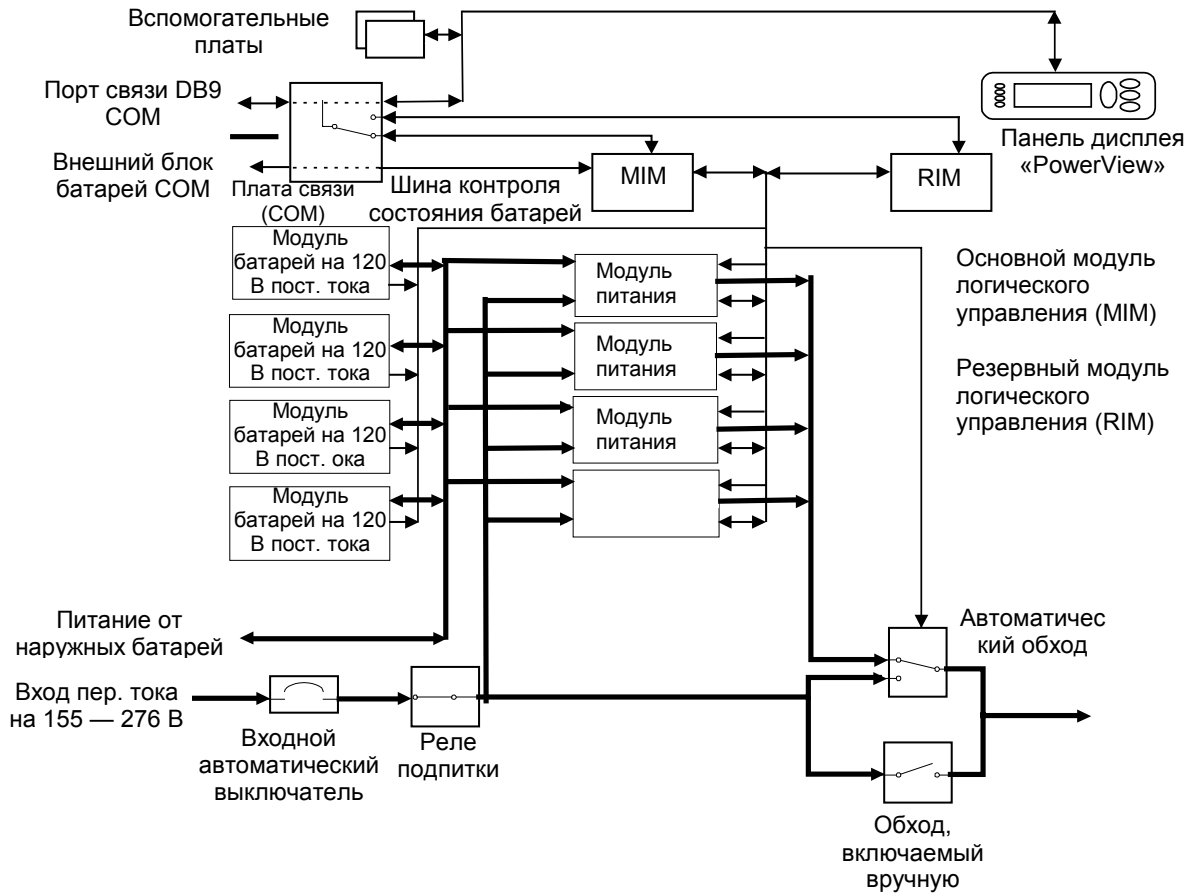 Вспомогательные
платы
Порт связи DB9
COM
Внешний блок
батарей COM
Плата связи
(COM)
Шина контроля
состояния батарей
MIM
RIM
Панель дисплея
«PowerView»
Модуль
батарей на 120
В пост. тока
Модуль
батарей на 120
В пост. тока
Модуль
батарей на 120
В пост. ока
Модуль
батарей на 120
В пост. тока
Модуль
питания
Модуль
питания
Модуль
питания
Основной модуль
логического
управления (MIM)
Резервный модуль
логического
управления (RIM)
Питание от
наружных батарей
Вход пер. тока
на 155 — 276 В
Входной
автоматический
выключатель
Реле
подпитки
Автоматичес
кий обход
Обход,
включаемый
вручную